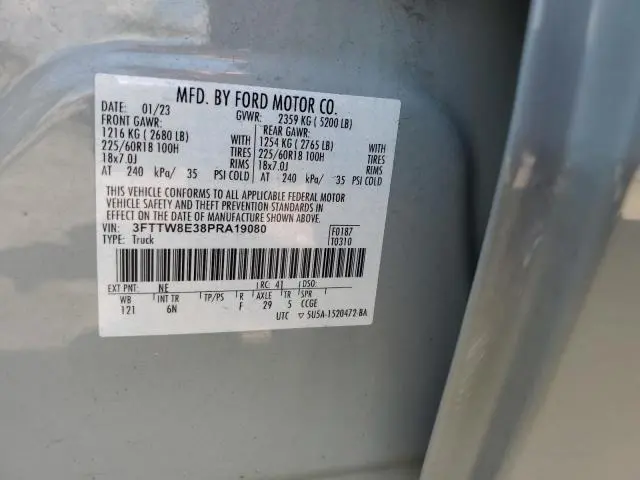 MFD. BY FORD MOTOR CO.
DATE: 01/23 GVWR: 2359 KG ( 5200 LB)
FRONT GAWR: REAR GAWR:
1216 KG ( 2680 LB) WITH 1254 KG ( 2765 LB) WITH
225/60R18 100H TIRES 225/60R18 100H TIRES
18x7.0J RIMS 18x7.0J RIMS
AT 240 kPa/ 35 PSI COLD AT 240 kPa/ 35 PSI COLD
THIS VEHICLE CONFORMS TO ALL APPLICABLE FEDERAL MOTOR
VEHICLE SAFETY AND THEFT PREVENTION STANDARDS IN
EFFECT ON THE DATE OF MANUFACTURE SHOWN ABOVE.
VIN: 3FTTW8E38PRA19080 F0187
TYPE: Truck T0310
EXT PNT: NE RC: 41 DSO:
WB INT TR TP/PS R AXLE TR SPR
121 6N F 29 5 CCGE
UTC ▽ 5U5A-1520472-BA